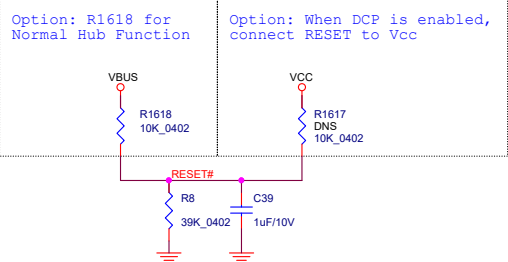 Option: R1618 for
Normal Hub Function
Option: When DCP is enabled,
connect RESET to Vcc
VBUS
VCC
R1618
10K_0402
R1617
DNS
10K_0402
RESET#
R8
39K_0402
C39
1uF/10V